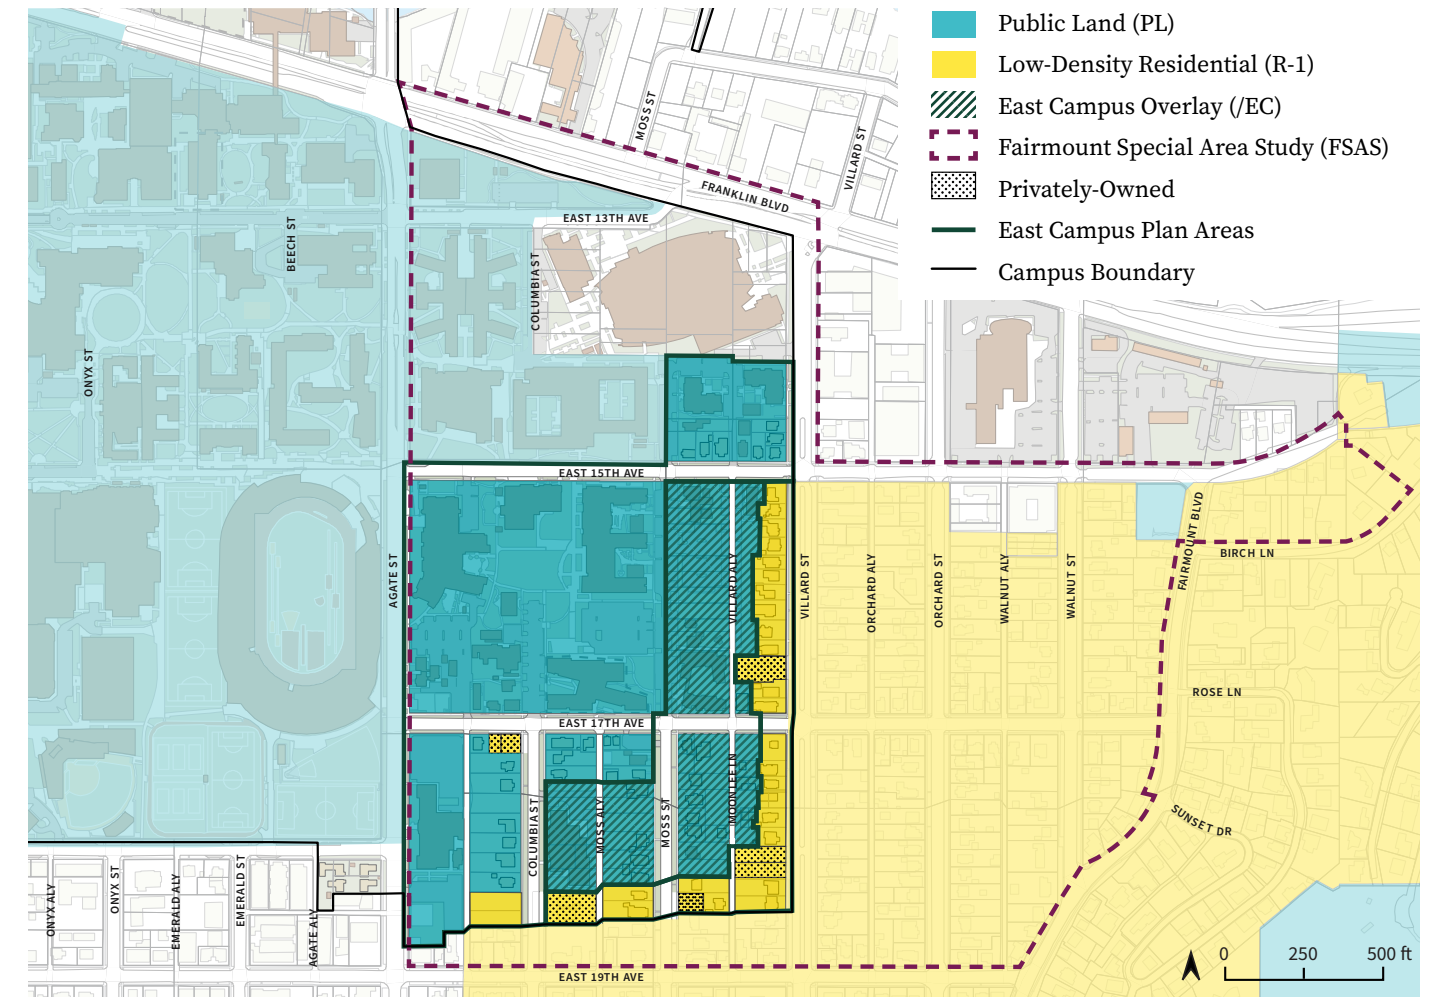 Public Land (PL)
Low-Density Residential (R-1)
East Campus Overlay (/EC)
Fairmount Special Area Study (FSAS)
Privately-Owned
East Campus Plan Areas
Campus Boundary
MOSS ST
VILLARD ST
FRANKLIN BLVD
EAST 13TH AVE
BEECH ST
COLUMBIA ST
ONYX ST
EAST 15TH AVE
AGATE ST
VILLARD ALY
VILLARD ST
ORCHARD ALY
ORCHARD ST
WALNUT ALY
WALNUT ST
FAIRMOUNT BLVD
BIRCH LN
ROSE LN
EAST 17TH AVE
MOON LEE LN
SUNSET DR
COLUMBIA ST
MOSS ALY
MOSS ST
ONYX ALY
ONYX ST
EMERALD ALY
EMERALD ST
AGATE ALY
EAST 19TH AVE
0 250 500 ft